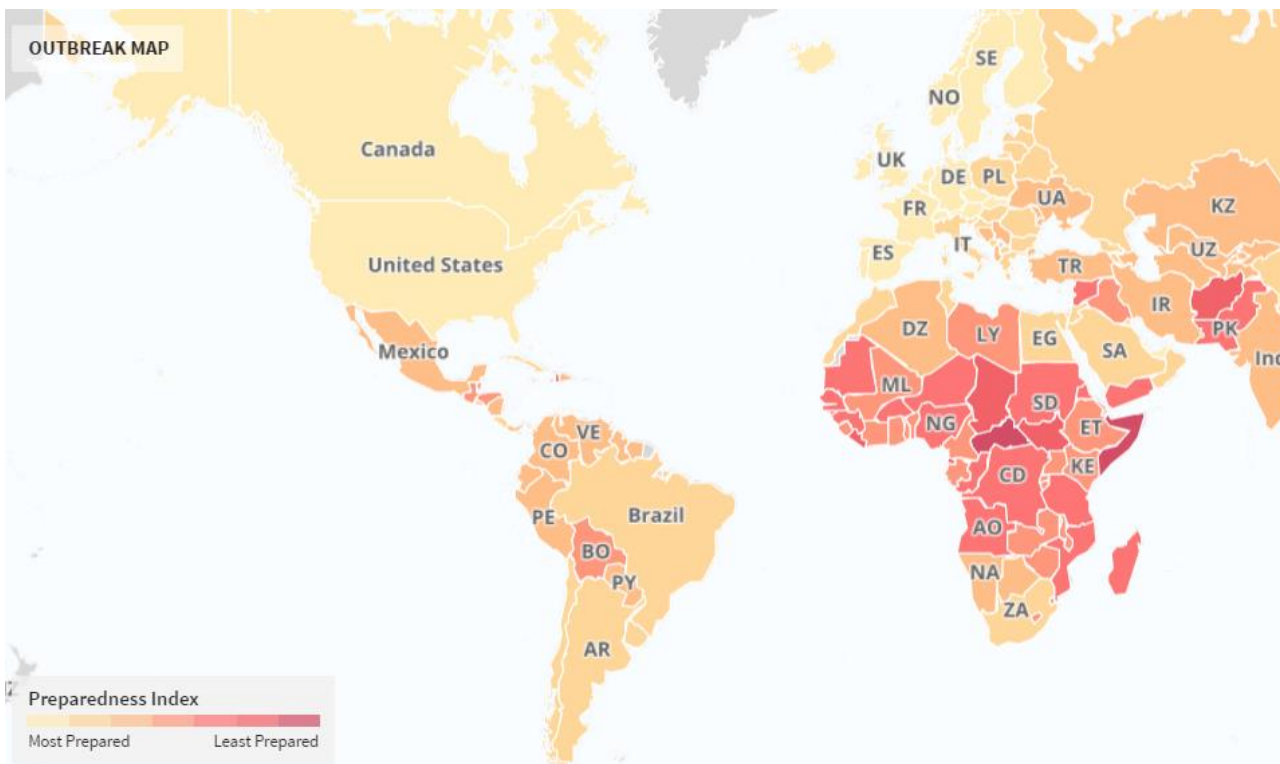 OUTBREAK MAP
SE
NO
Canada
UK
DE
PL
FR
UA
KZ
United States
ES
IT
UZ
TR
IR
DZ
LY
EG
SA
PK
Mexico
Ind
ML
SD
NG
ET
VE
CO
KE
CD
PE
Brazil
AO
BO
NA
PY
ZA
AR
Preparedness Index
Most Prepared
Least Prepared